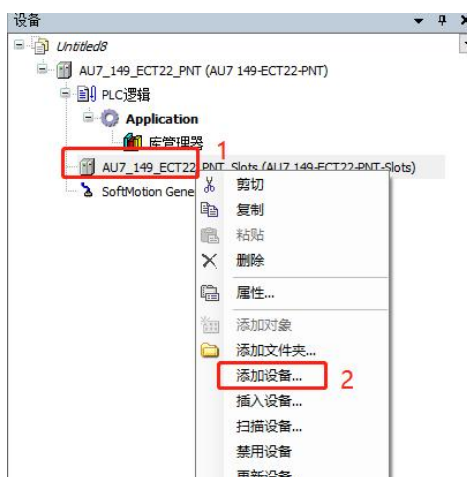 设备
Untitled8
AU7_149_ECT22_PNT (AU7 149-ECT22-PNT)
PLC逻辑
Application
库管理器
1
AU7_149_ECT22_PNT_Slots (AU7 149-ECT22-PNT-Slots)
SoftMotion Gene
剪切
复制
粘贴
删除
属性...
添加对象
添加文件夹...
添加设备...
2
插入设备...
扫描设备...
禁用设备
更新设备